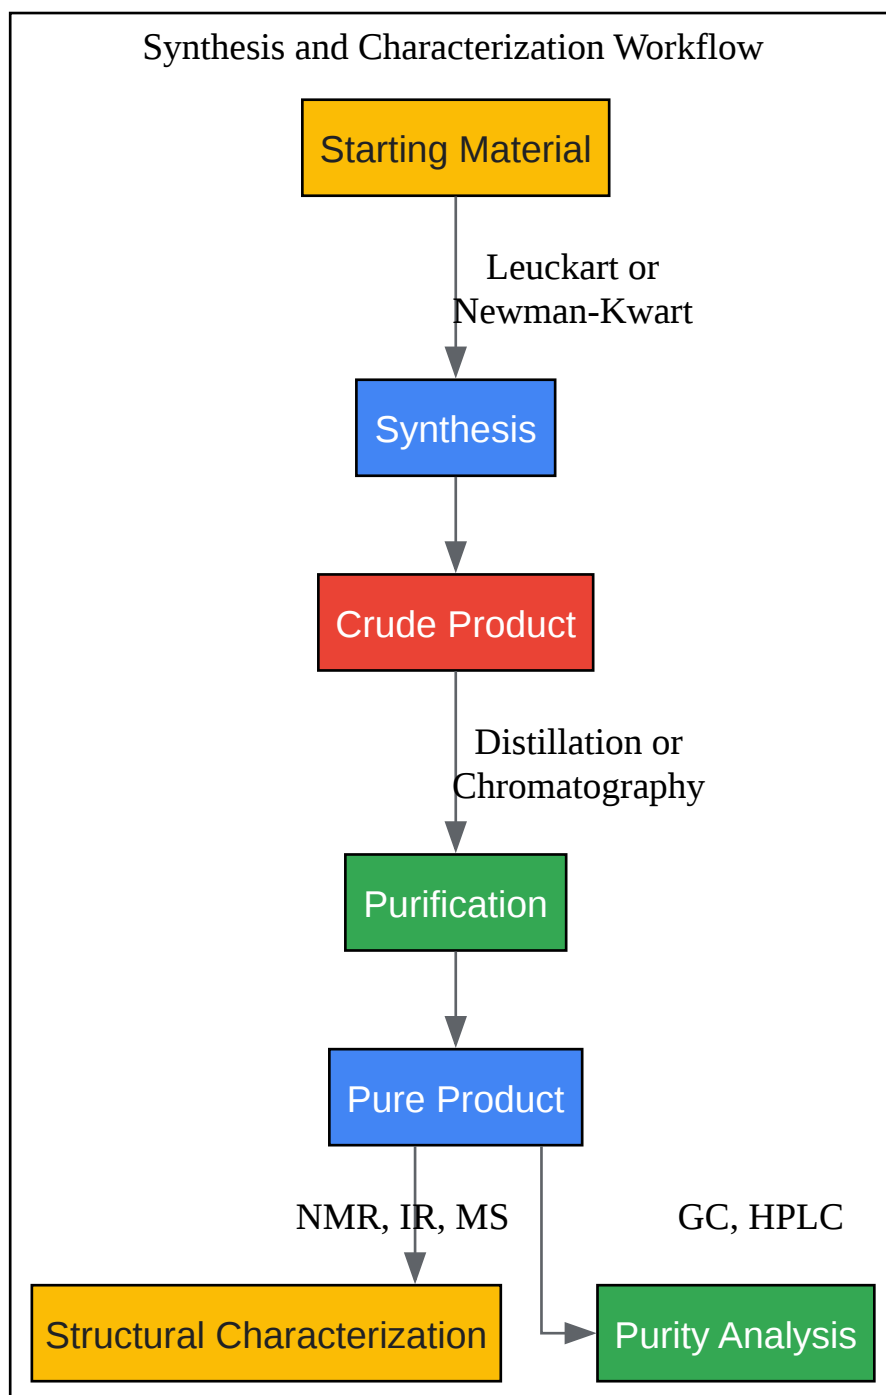 Synthesis and Characterization Workflow
Starting Material
Leuckart or
Newman-Kwart
Synthesis
Crude Product
Distillation or
Chromatography
Purification
Pure Product
NMR, IR, MS
GC, HPLC
Structural Characterization
Purity Analysis